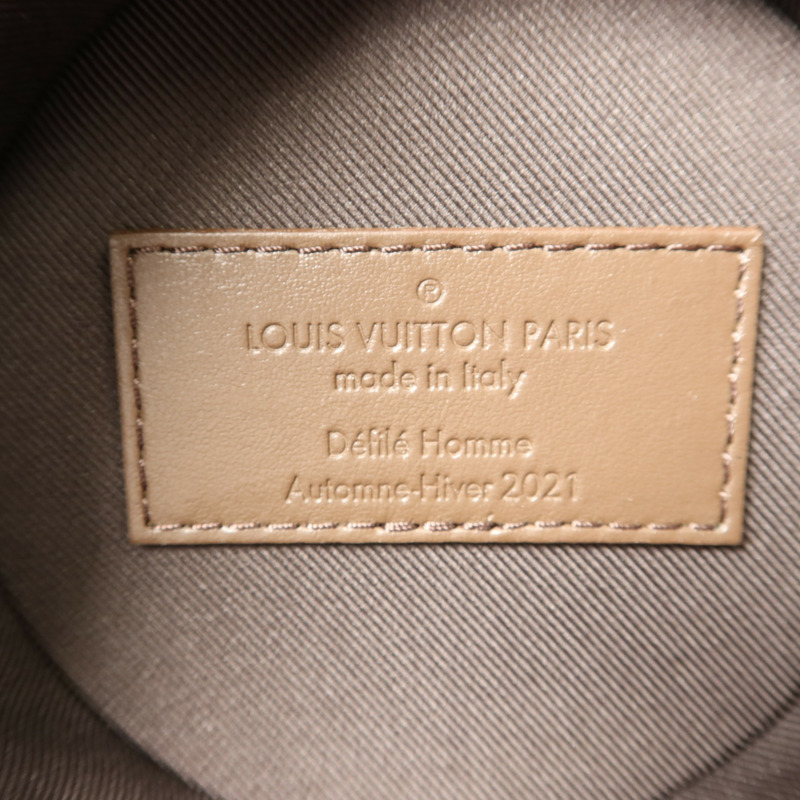 ®
LOUIS VUITTON PARIS
made in Italy
Défilé Homme
Automne-Hiver 2021